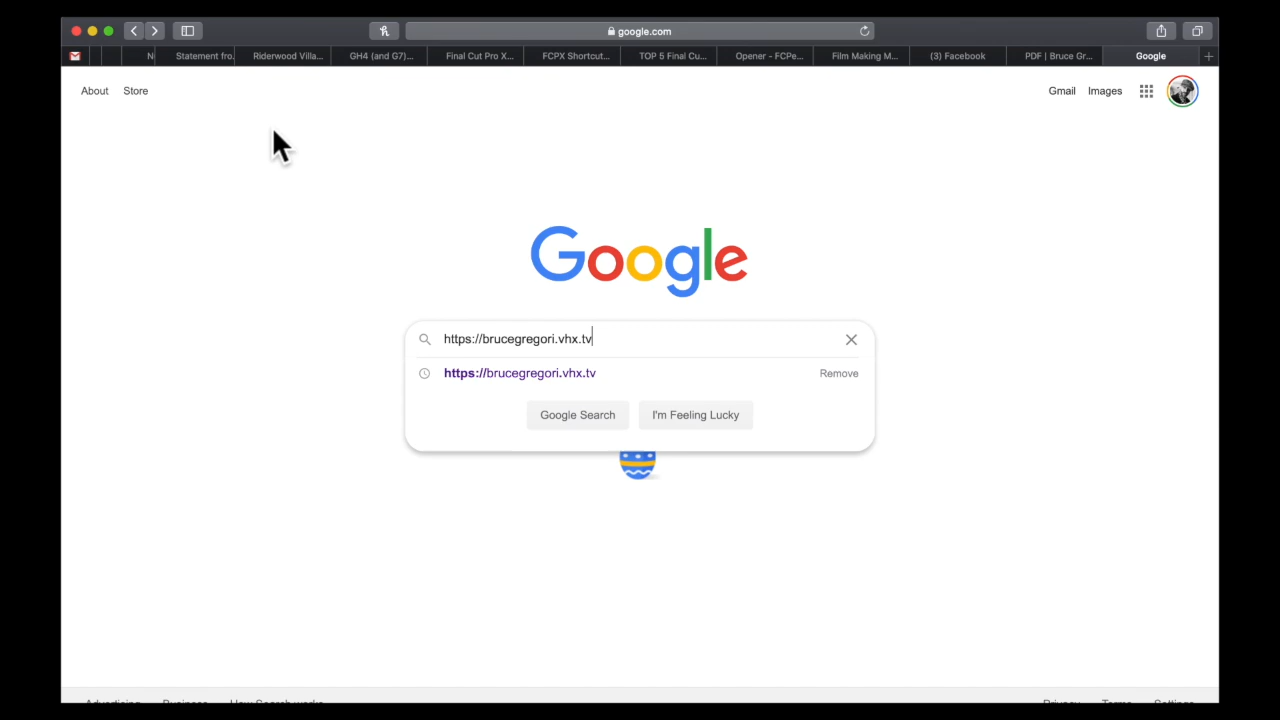 google.com
N
Statement fro.
Riderwood Villa...
GH4 (and G7)...
Final Cut Pro X...
FCPX Shortcut...
TOP 5 Final Cu...
Opener - FCPe...
Film Making M...
(3) Facebook
PDF | Bruce Gr...
Google
About
Store
Gmail
Images
Google
https://brucegregori.vhx.tv
https://brucegregori.vhx.tv
Remove
Google Search
I'm Feeling Lucky
Advertising
Business
How Search works
Privacy
Terms
Settings